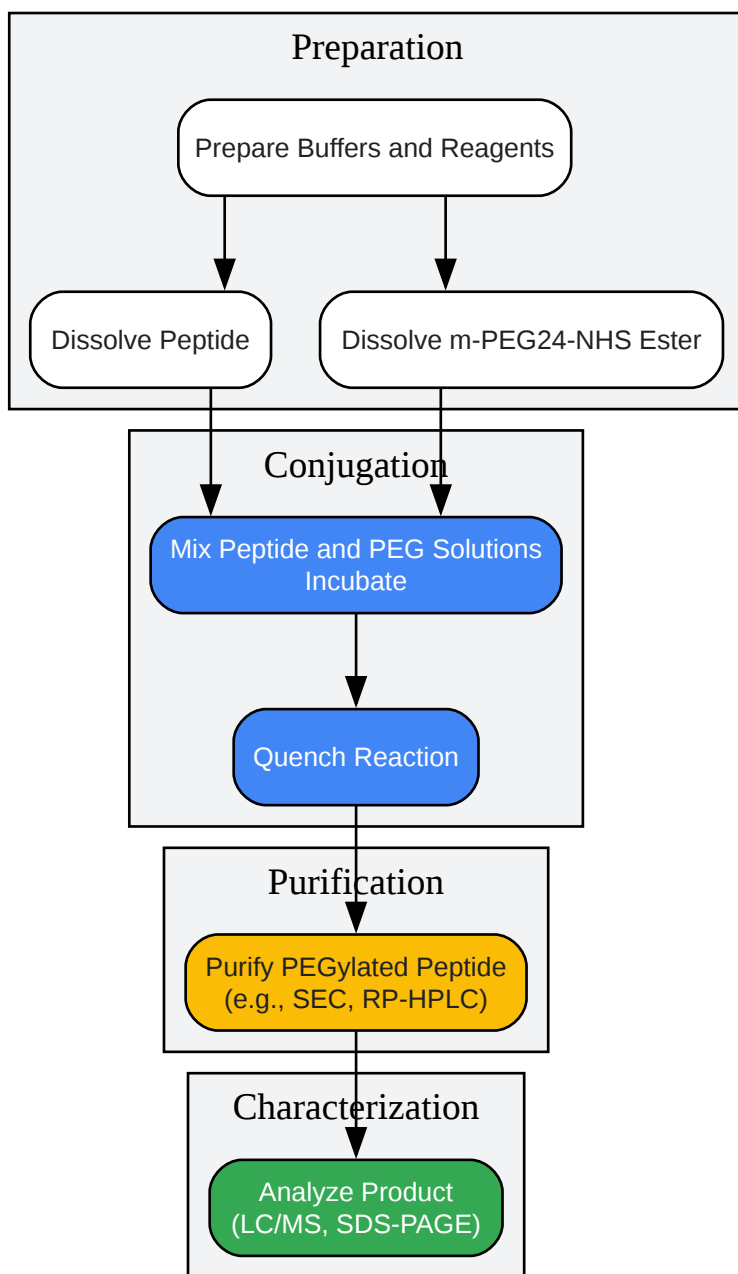 Preparation
Prepare Buffers and Reagents
Dissolve Peptide
Dissolve m-PEG24-NHS Ester
Conjugation
Mix Peptide and PEG Solutions
Incubate
Quench Reaction
Purification
Purify PEGylated Peptide
(e.g., SEC, RP-HPLC)
Characterization
Analyze Product
(LC/MS, SDS-PAGE)